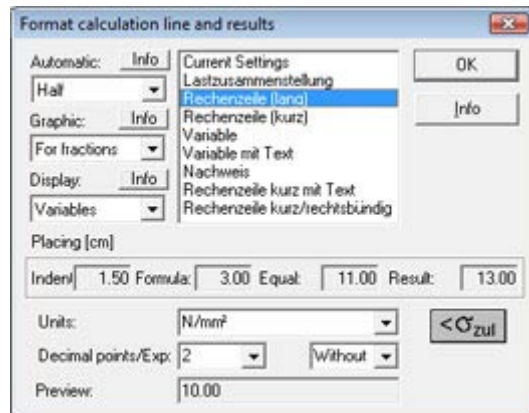 Format calculation line and results
Automatic: Info
Half
Graphic: Info
For fractions
Display: Info
Variables
Current Settings
Lastzusammenstellung
Rechenzeile (lang)
Rechenzeile (kurz)
Variable
Variable mit Text
Nachweis
Rechenzeile kurz mit Text
Rechenzeile kurz/rechtsbündig
OK
Info
Placing [cm]
Indent 1.50 Formula: 3.00 Equal: 11.00 Result: 13.00
Units: N/mm²
Decimal points/Exp: 2 Without
<σzul
Preview: 10.00